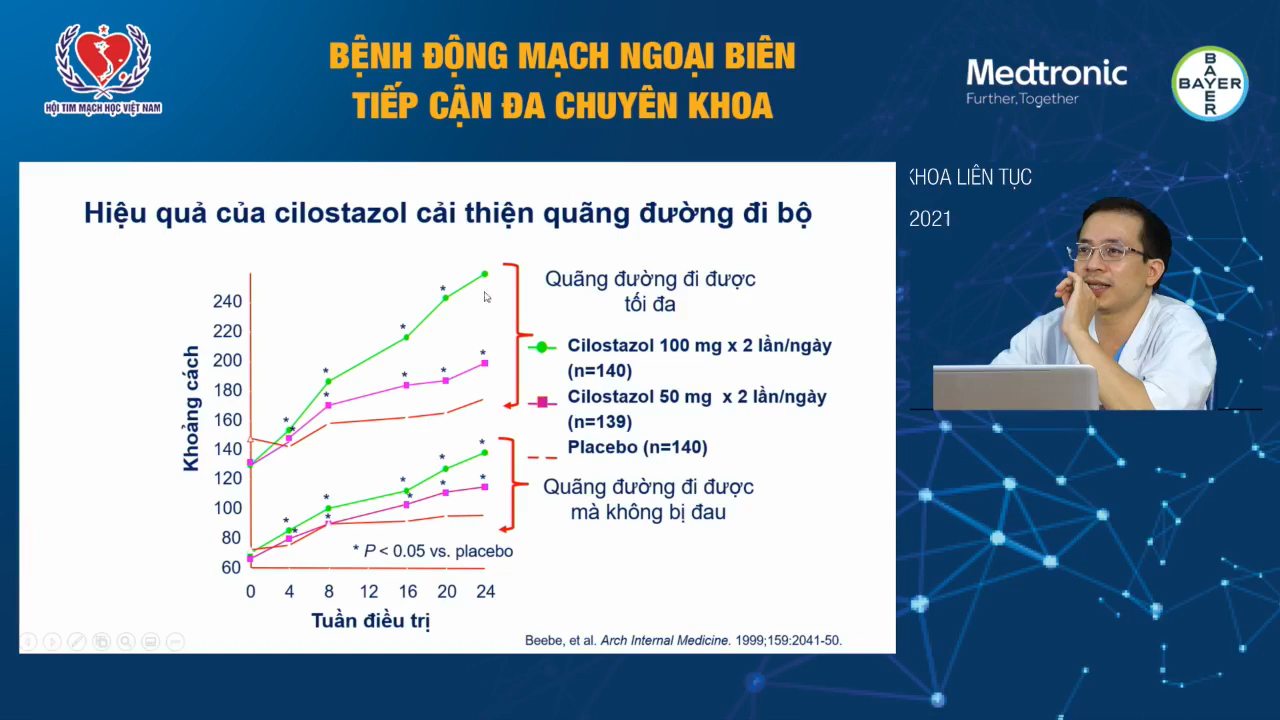 HỘI TIM MẠCH HỌC VIỆT NAM
BỆNH ĐỘNG MẠCH NGOẠI BIÊN
TIẾP CẬN ĐA CHUYÊN KHOA
Medtronic
Further, Together
BAYER
BAYER
KHOA LIÊN TỤC
2021
Hiệu quả của cilostazol cải thiện quãng đường đi bộ
Khoảng cách
240
220
200
180
160
140
120
100
80
60
0 4 8 12 16 20 24
Tuần điều trị
* P < 0.05 vs. placebo
Quãng đường đi được
tối đa
Cilostazol 100 mg x 2 lần/ngày
(n=140)
Cilostazol 50 mg x 2 lần/ngày
(n=139)
Placebo (n=140)
Quãng đường đi được
mà không bị đau
Beebe, et al. Arch Internal Medicine. 1999;159:2041-50.